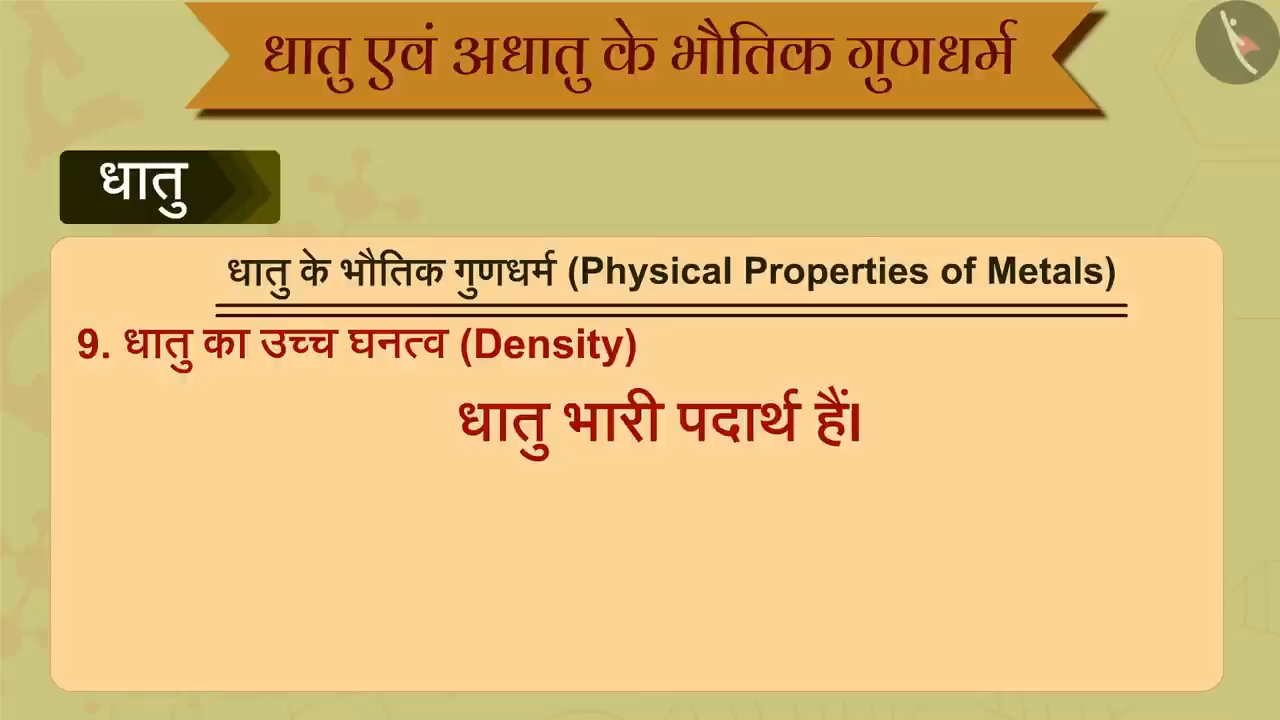 धातु एवं अधातु के भौतिक गुणधर्म
धातु
धातु के भौतिक गुणधर्म (Physical Properties of Metals)
9. धातु का उच्च घनत्व (Density)
धातु भारी पदार्थ हैं।